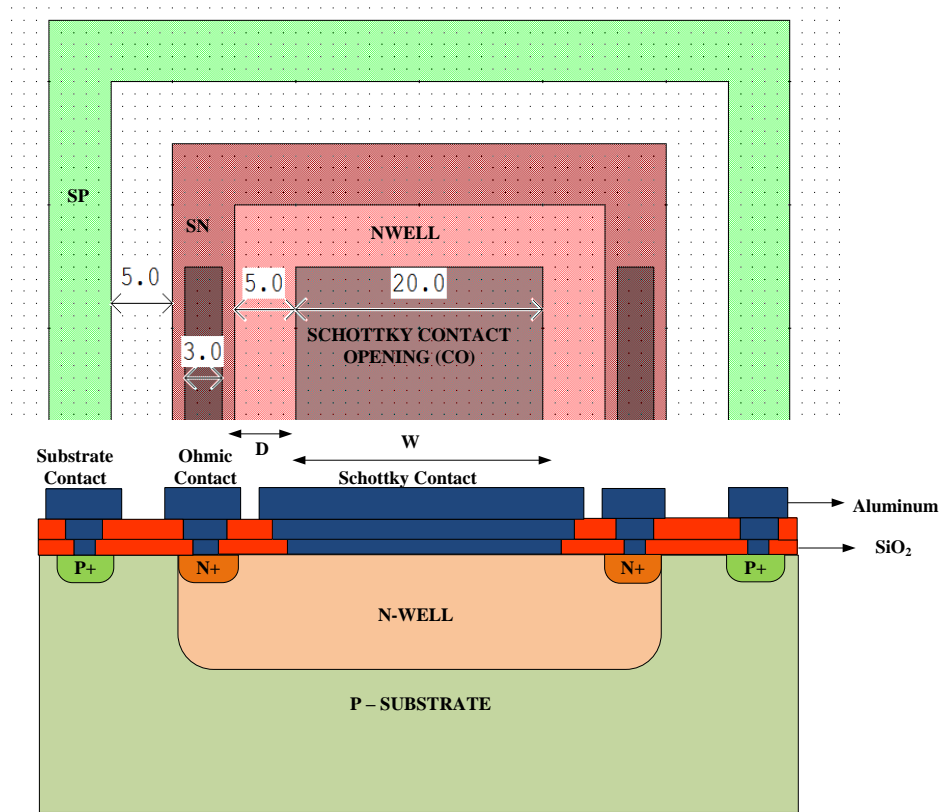 SP
SN
NWELL
5.0
5.0
20.0
SCHOTTKY CONTACT
OPENING (CO)
3.0
D
W
Substrate
Contact
Ohmic
Contact
Schottky Contact
Aluminum
SiO₂
P+
N+
N+
P+
N-WELL
P – SUBSTRATE